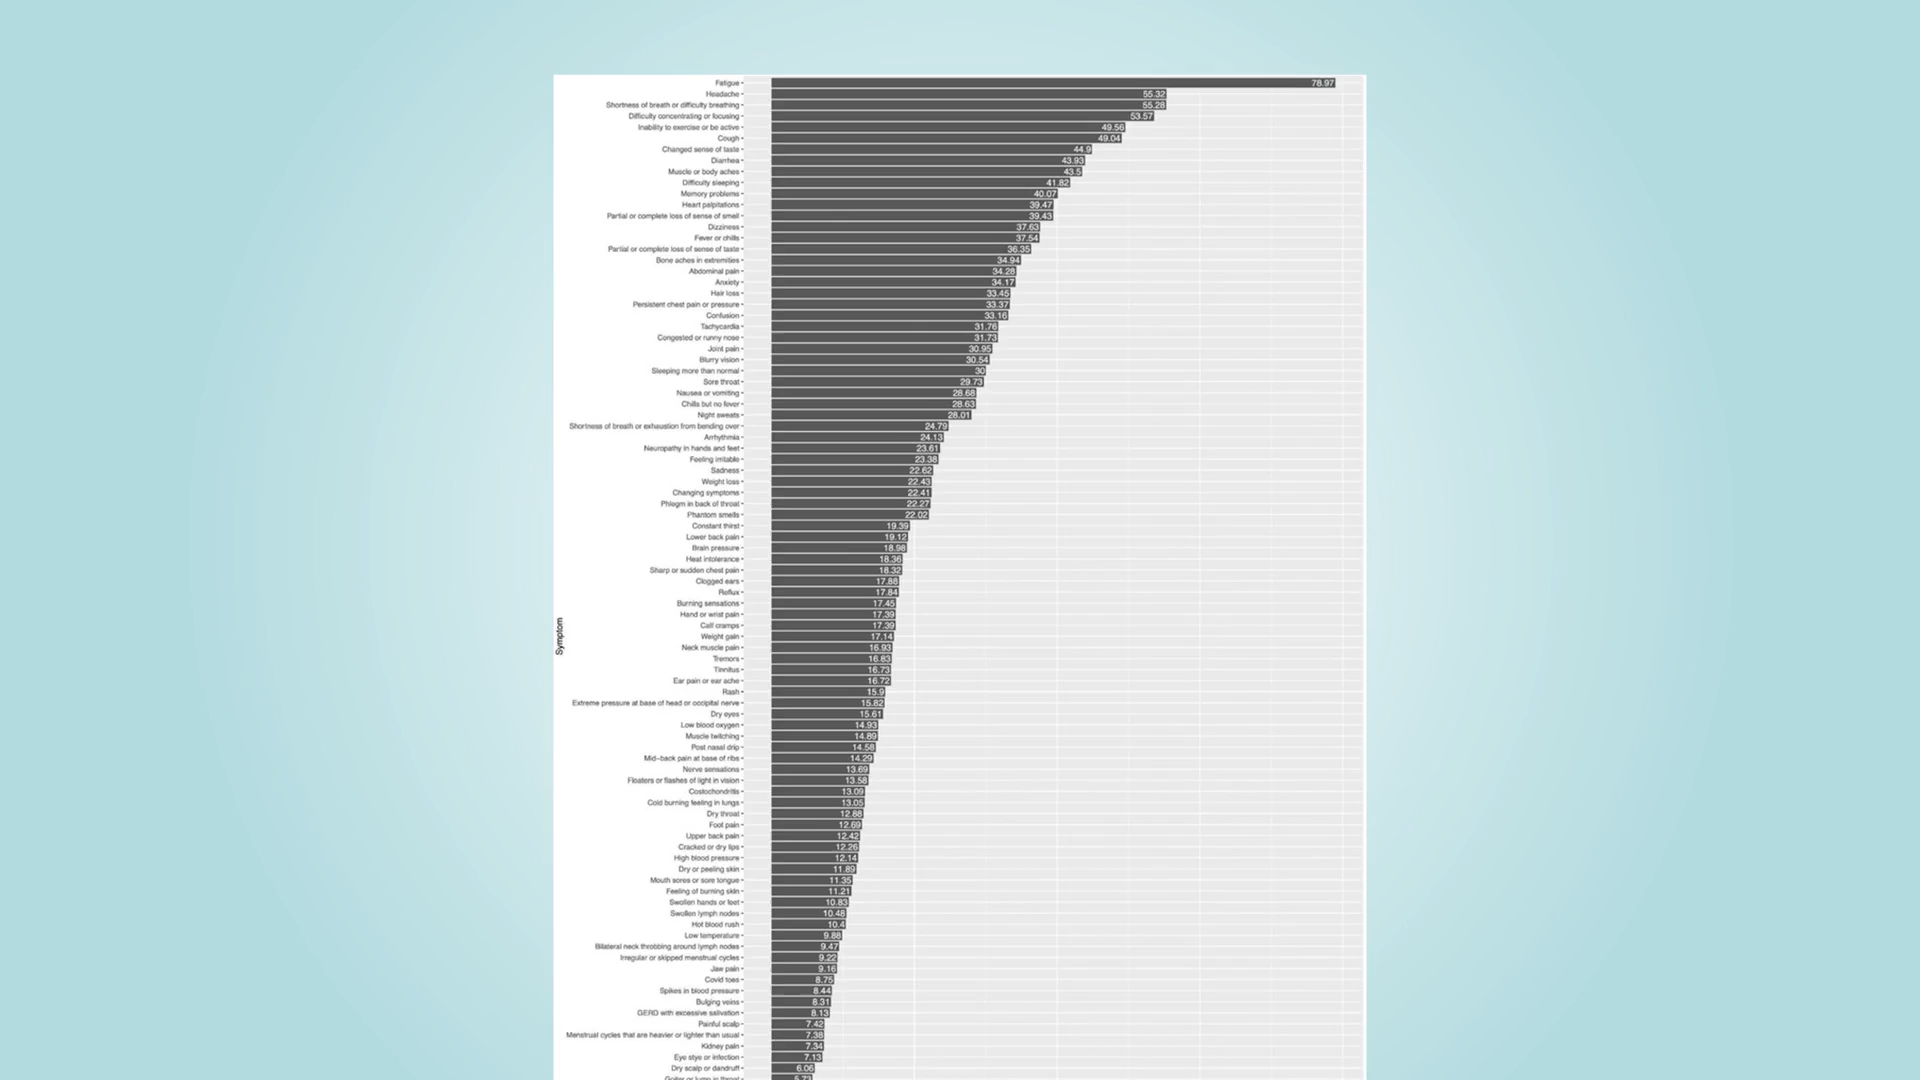 Fatigue 78.97
Headache 55.32
Shortness of breath or difficulty breathing 55.28
Difficulty concentrating or focusing 53.57
Inability to exercise or be active 49.56
Cough 49.04
Changed sense of taste 44.9
Diarrhea 43.93
Muscle or body aches 43.5
Difficulty sleeping 41.82
Memory problems 40.07
Heart palpitations 39.47
Partial or complete loss of sense of smell 39.43
Dizziness 37.63
Fever or chills 37.54
Partial or complete loss of sense of taste 36.35
Bone aches in extremities 34.94
Abdominal pain 34.28
Anxiety 34.17
Hair loss 33.45
Persistent chest pain or pressure 33.37
Confusion 33.16
Tachycardia 31.76
Congested or runny nose 31.73
Joint pain 30.95
Blurry vision 30.54
Sleeping more than normal 30
Sore throat 29.73
Nausea or vomiting 28.68
Chills but no fever 28.63
Night sweats 28.01
Shortness of breath or exhaustion from bending over 24.79
Arrhythmia 24.13
Neuropathy in hands and feet 23.61
Feeling irritable 23.38
Sadness 22.62
Weight loss 22.43
Changing symptoms 22.41
Phlegm in back of throat 22.27
Phantom smells 22.02
Constant thirst 19.39
Lower back pain 19.12
Brain pressure 18.98
Heat intolerance 18.36
Sharp or sudden chest pain 18.32
Clogged ears 17.88
Reflux 17.84
Burning sensations 17.45
Hand or wrist pain 17.39
Calf cramps 17.39
Symptom
Weight gain 17.14
Neck muscle pain 16.93
Tremors 16.83
Tinnitus 16.73
Ear pain or ear ache 16.72
Rash 15.9
Extreme pressure at base of head or occipital nerve 15.82
Dry eyes 15.61
Low blood oxygen 14.93
Muscle twitching 14.89
Post nasal drip 14.58
Mid-back pain at base of ribs 14.29
Nerve sensations 13.69
Floaters or flashes of light in vision 13.58
Costochondritis 13.09
Cold burning feeling in lungs 13.05
Dry throat 12.88
Foot pain 12.69
Upper back pain 12.42
Cracked or dry lips 12.26
High blood pressure 12.14
Dry or peeling skin 11.89
Mouth sores or sore tongue 11.35
Feeling of burning skin 11.21
Swollen hands or feet 10.83
Swollen lymph nodes 10.48
Hot blood rush 10.4
Low temperature 9.88
Bilateral neck throbbing around lymph nodes 9.47
Irregular or skipped menstrual cycles 9.22
Jaw pain 9.16
Covid toes 8.75
Spikes in blood pressure 8.44
Bulging veins 8.31
GERD with excessive salivation 8.13
Painful scalp 7.42
Menstrual cycles that are heavier or lighter than usual 7.38
Kidney pain 7.34
Eye stye or infection 7.13
Dry scalp or dandruff 6.06